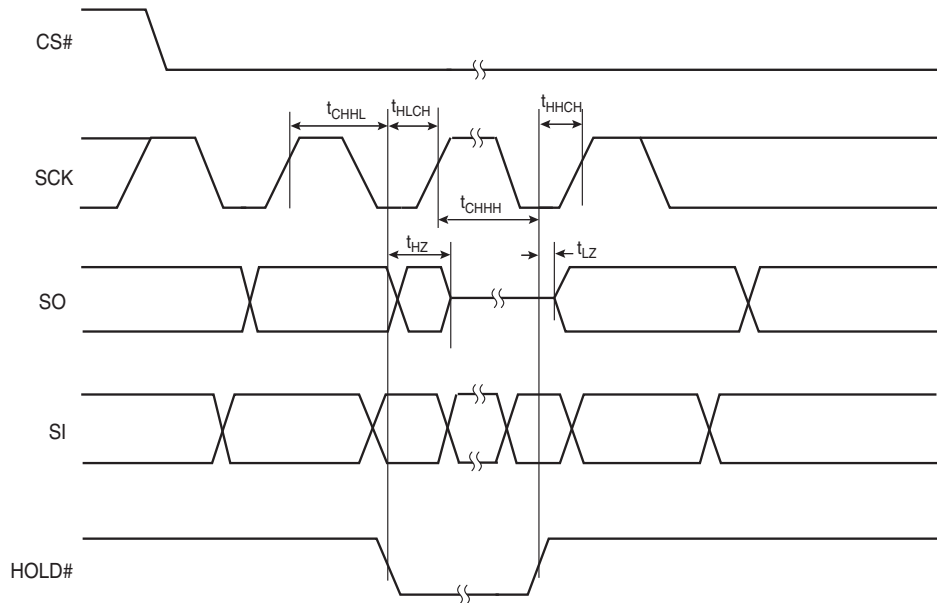 CS#
tCHHL
tHLCH
tHHCH
SCK
tCHHH
tHZ
tLZ
SO
SI
HOLD#